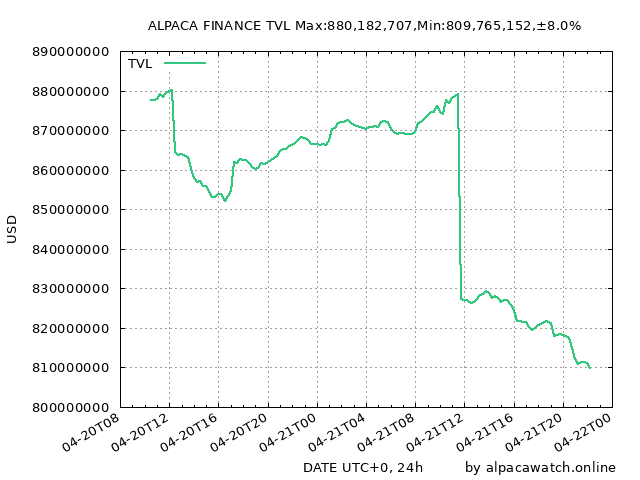 ALPACA FINANCE TVL Max:880,182,707,Min:809,765,152,±8.0%
TVL
890000000
880000000
870000000
860000000
850000000
840000000
830000000
820000000
810000000
800000000
USD
04-20T08
04-20T12
04-20T16
04-20T20
04-21T00
04-21T04
04-21T08
04-21T12
04-21T16
04-21T20
04-22T00
DATE UTC+0, 24h
by alpacawatch.online